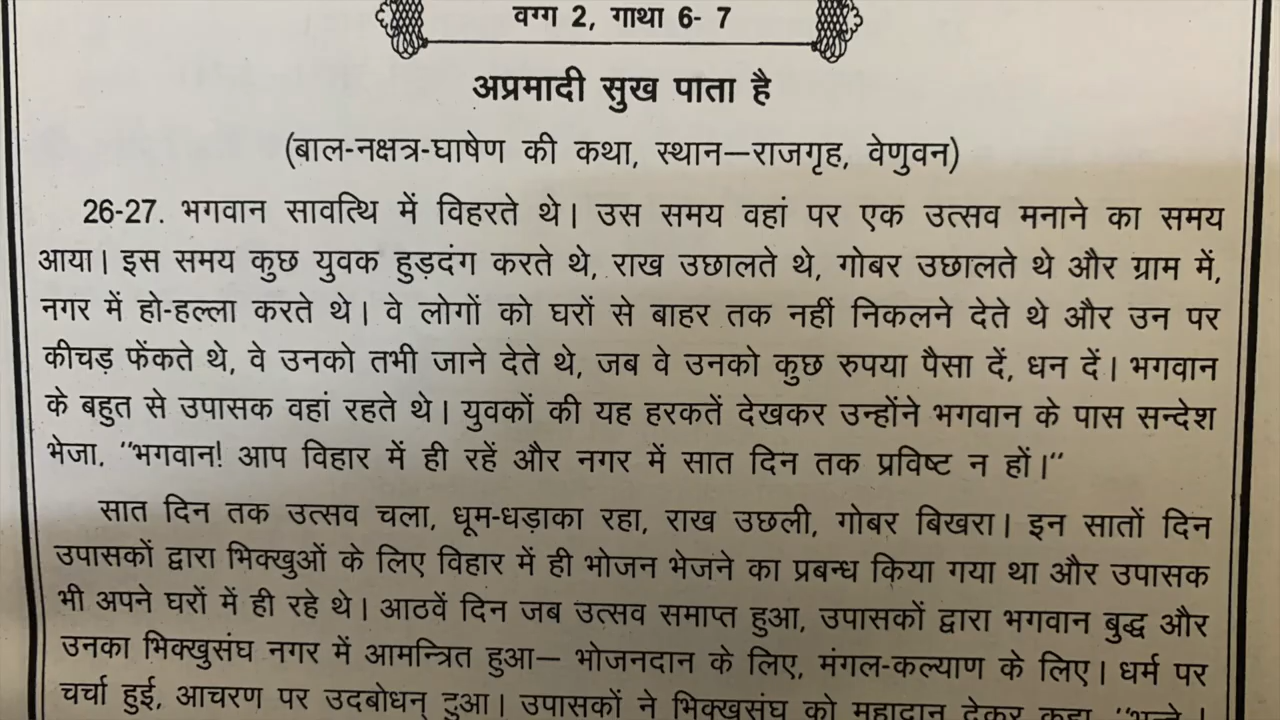 वग्ग 2, गाथा 6- 7
अप्रमादी सुख पाता है
(बाल-नक्षत्र-घाषेण की कथा, स्थान—राजगृह, वेणुवन)
26-27. भगवान सावत्थि में विहरते थे। उस समय वहां पर एक उत्सव मनाने का समय
आया। इस समय कुछ युवक हुड़दंग करते थे, राख उछालते थे, गोबर उछालते थे और ग्राम में,
नगर में हो-हल्ला करते थे। वे लोगों को घरों से बाहर तक नहीं निकलने देते थे और उन पर
कीचड़ फेंकते थे, वे उनको तभी जाने देते थे, जब वे उनको कुछ रुपया पैसा दें, धन दें। भगवान
के बहुत से उपासक वहां रहते थे। युवकों की यह हरकतें देखकर उन्होंने भगवान के पास सन्देश
भेजा, ''भगवान! आप विहार में ही रहें और नगर में सात दिन तक प्रविष्ट न हों।''
सात दिन तक उत्सव चला, धूम-धड़ाका रहा, राख उछली, गोबर बिखरा। इन सातों दिन
उपासकों द्वारा भिक्खुओं के लिए विहार में ही भोजन भेजने का प्रबन्ध किया गया था और उपासक
भी अपने घरों में ही रहे थे। आठवें दिन जब उत्सव समाप्त हुआ, उपासकों द्वारा भगवान बुद्ध और
उनका भिक्खुसंघ नगर में आमन्त्रित हुआ— भोजनदान के लिए, मंगल-कल्याण के लिए। धर्म पर
चर्चा हुई, आचरण पर उदबोधन् हुआ। उपासकों ने भिक्खुसंघ को महादान देकर कहा, ''भन्ते !